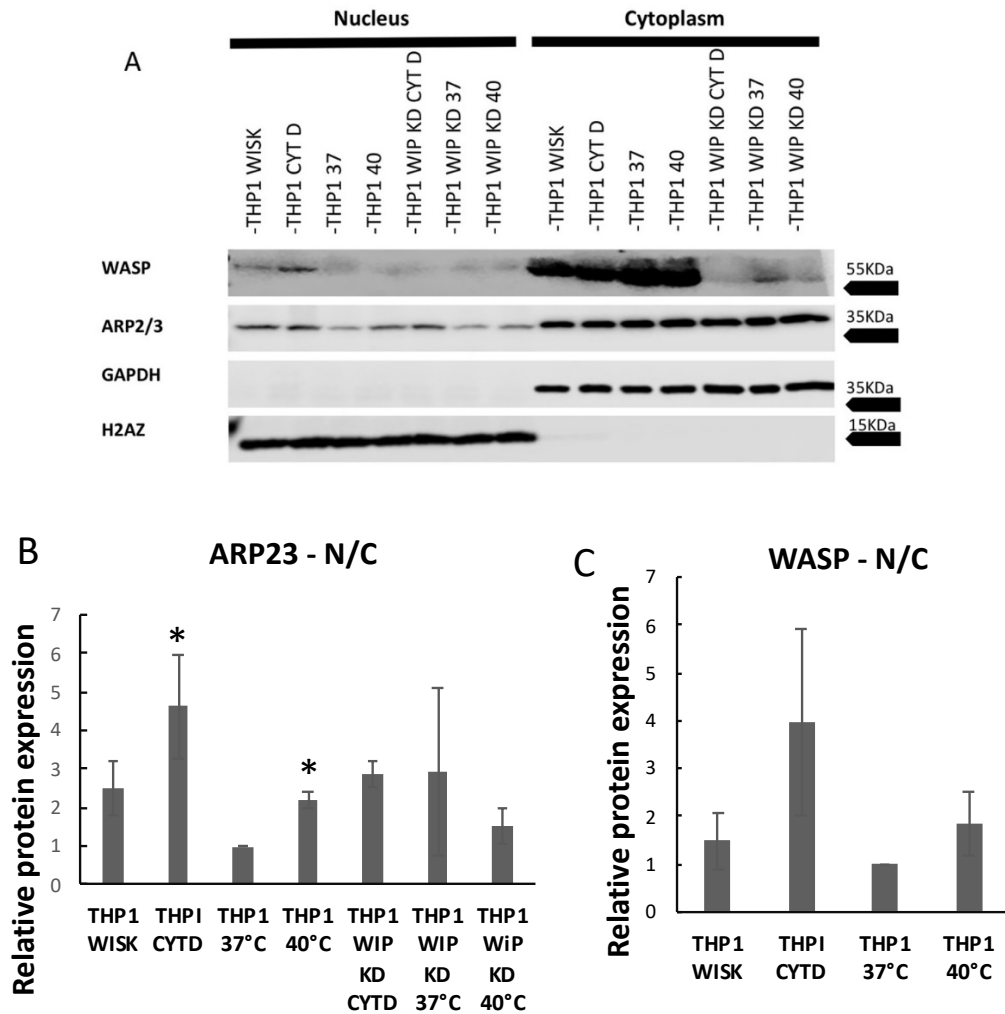 Nucleus Cytoplasm
A
-THP1 WISK
-THP1 CYT D
-THP1 37
-THP1 40
-THP1 WIP KD CYT D
-THP1 WIP KD 37
-THP1 WIP KD 40
-THP1 WISK
-THP1 CYT D
-THP1 37
-THP1 40
-THP1 WIP KD CYT D
-THP1 WIP KD 37
-THP1 WIP KD 40
WASP 55KDa
ARP2/3 35KDa
GAPDH 35KDa
H2AZ 15KDa
B
ARP23 - N/C
Relative protein expression
7
6
5
4
3
2
1
0
*
*
THP1 WISK
THPI CYTD
THP1 37°C
THP1 40°C
THP1 WIP KD CYTD
THP1 WIP KD 37°C
THP1 WiP KD 40°C
C
WASP - N/C
Relative protein expression
7
6
5
4
3
2
1
0
THP1 WISK
THPI CYTD
THP1 37°C
THP1 40°C